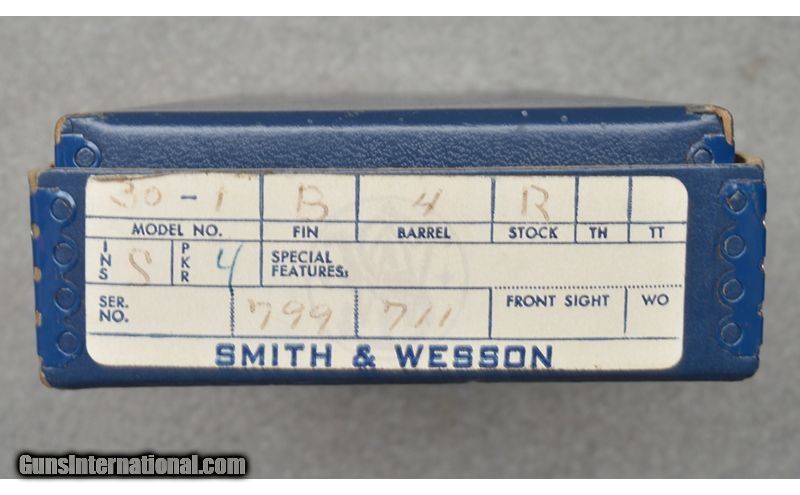 30-1 B 4 R
MODEL NO. FIN BARREL STOCK TH TT
INS S PKR 4 SPECIAL FEATURES:
SER. NO. 799 711 FRONT SIGHT WO
SMITH & WESSON
GunsInternational.com